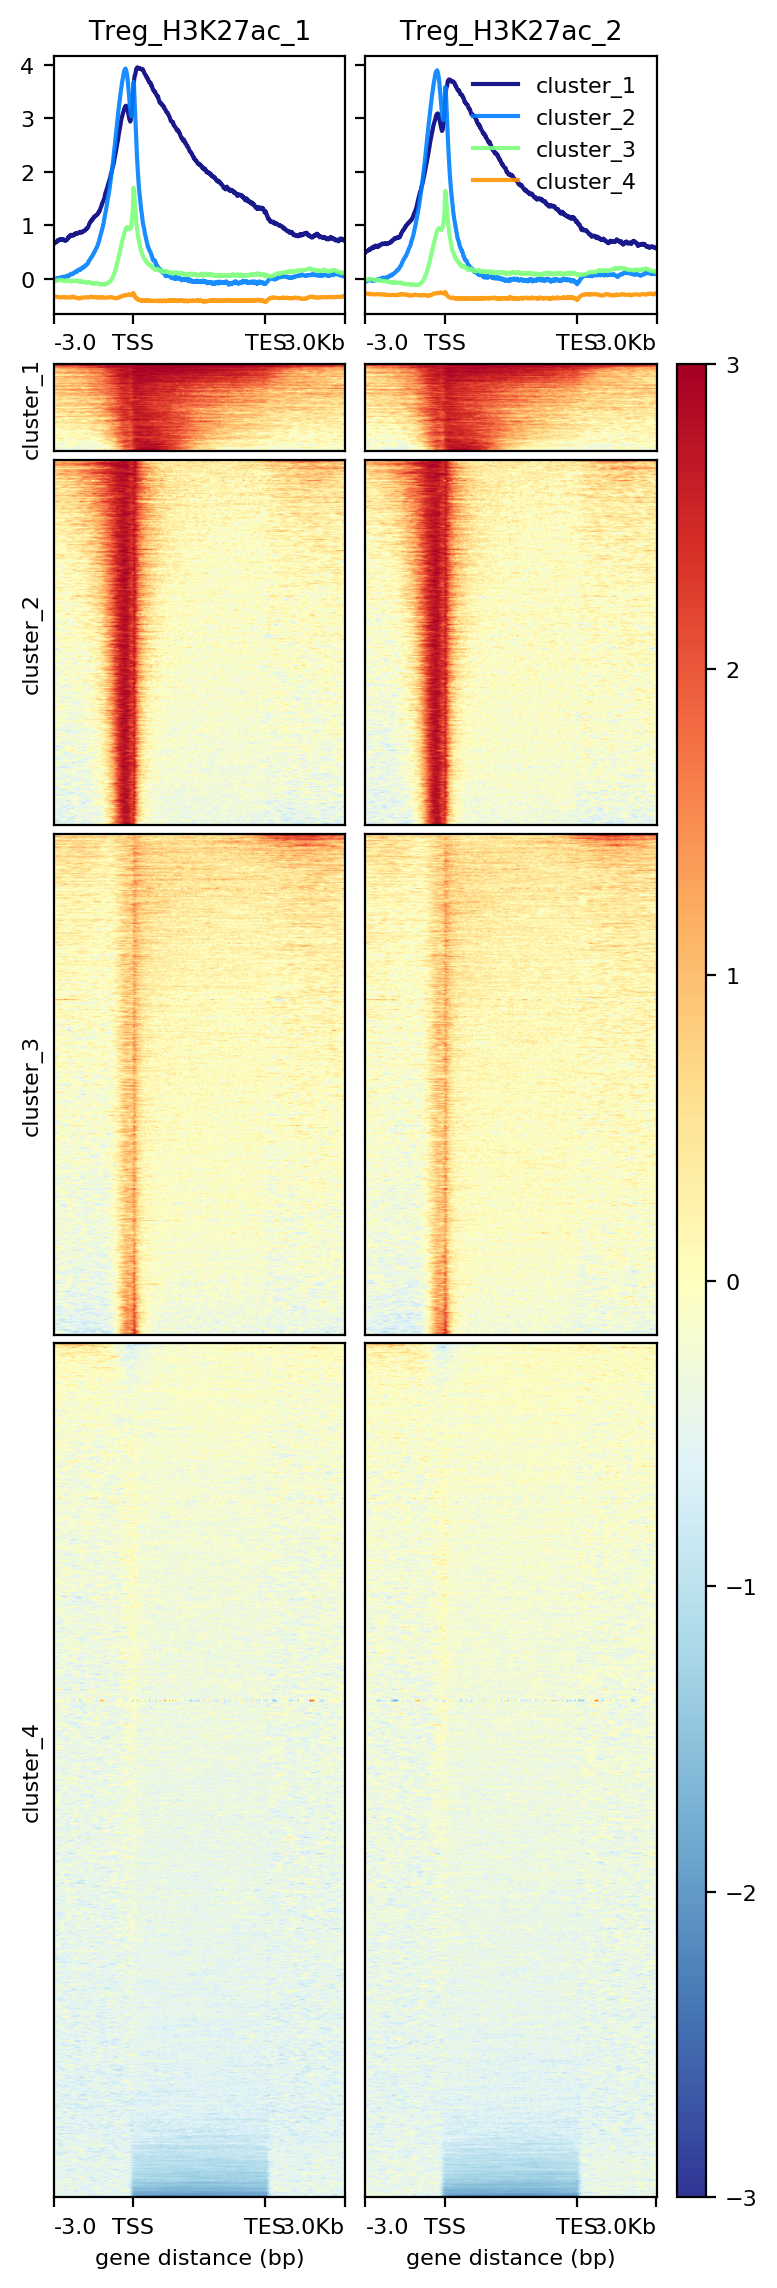 Treg_H3K27ac_1 Treg_H3K27ac_2
4
3
2
1
0
cluster_1
cluster_2
cluster_3
cluster_4
-3.0 TSS TES 3.0Kb -3.0 TSS TES 3.0Kb
cluster_1
cluster_2
cluster_3
cluster_4
3
2
1
0
−1
−2
−3
-3.0 TSS TES 3.0Kb -3.0 TSS TES 3.0Kb
gene distance (bp) gene distance (bp)